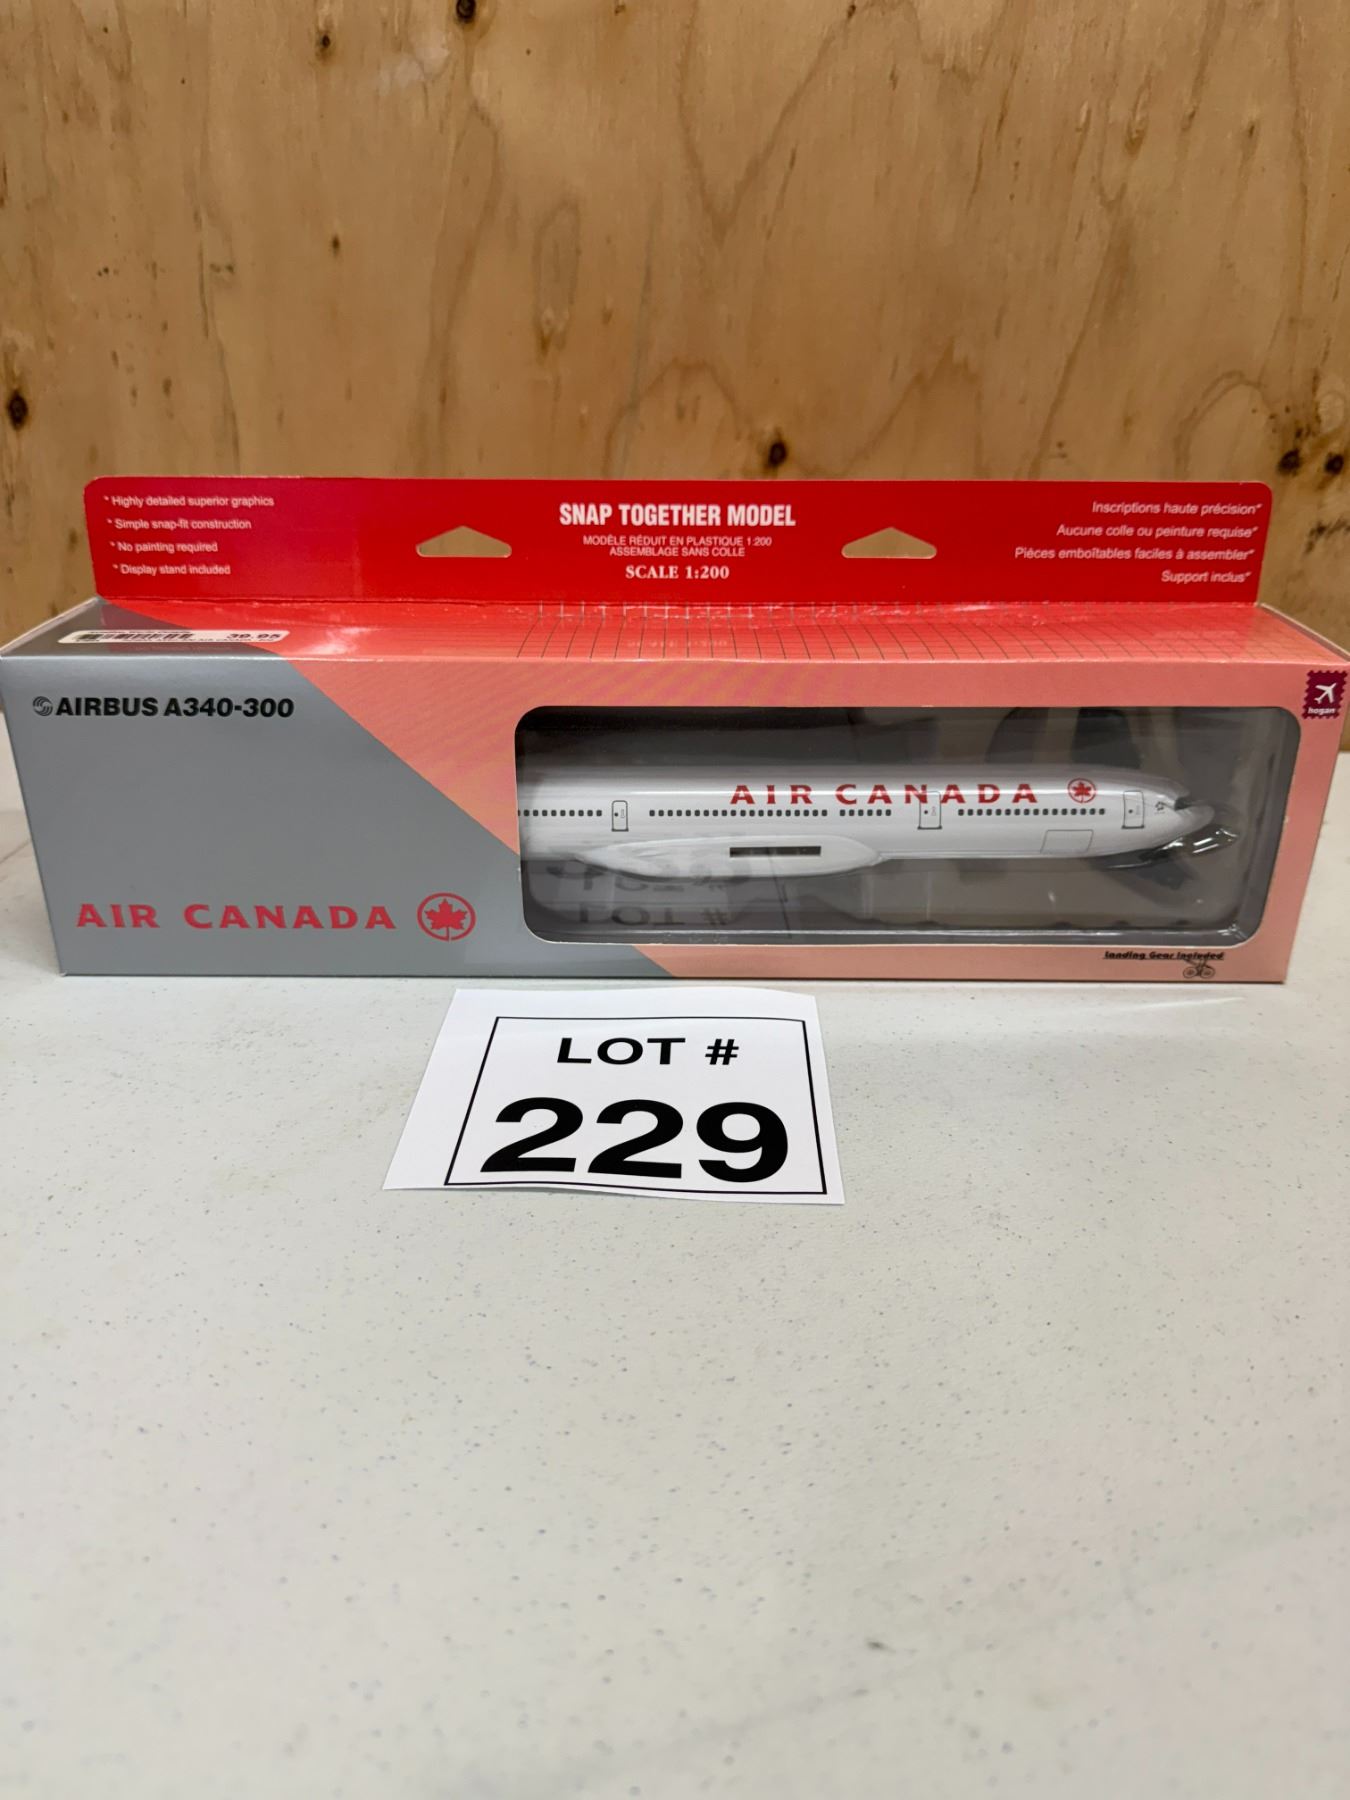 * Highly detailed superior graphics
* Simple snap-fit construction
* No painting required
* Display stand included
SNAP TOGETHER MODEL
MODÈLE RÉDUIT EN PLASTIQUE 1:200
ASSEMBLAGE SANS COLLE
SCALE 1:200
Inscriptions haute précision*
Aucune colle ou peinture requise*
Pièces emboîtables faciles à assembler*
Support inclus*
39.95
AIRBUS A340-300
hogan
AIR CANADA
AIR CANADA
Landing Gear Included
LOT #
229